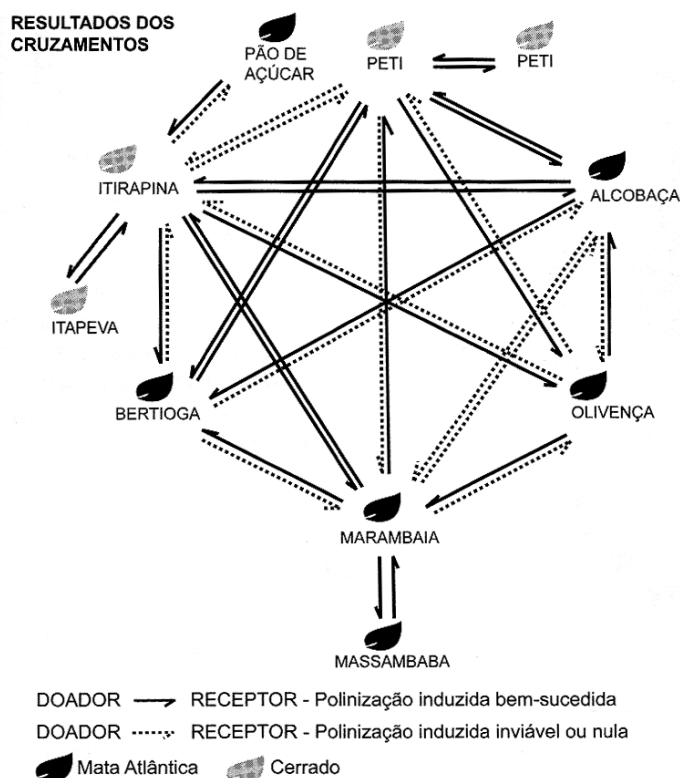 RESULTADOS DOS
CRUZAMENTOS
PÃO DE
AÇÚCAR
PETI
PETI
ITIRAPINA
ALCOBAÇA
ITAPEVA
BERTIOGA
OLIVENÇA
MARAMBAIA
MASSAMBABA
DOADOR RECEPTOR - Polinização induzida bem-sucedida
DOADOR RECEPTOR - Polinização induzida inviável ou nula
Mata Atlântica Cerrado